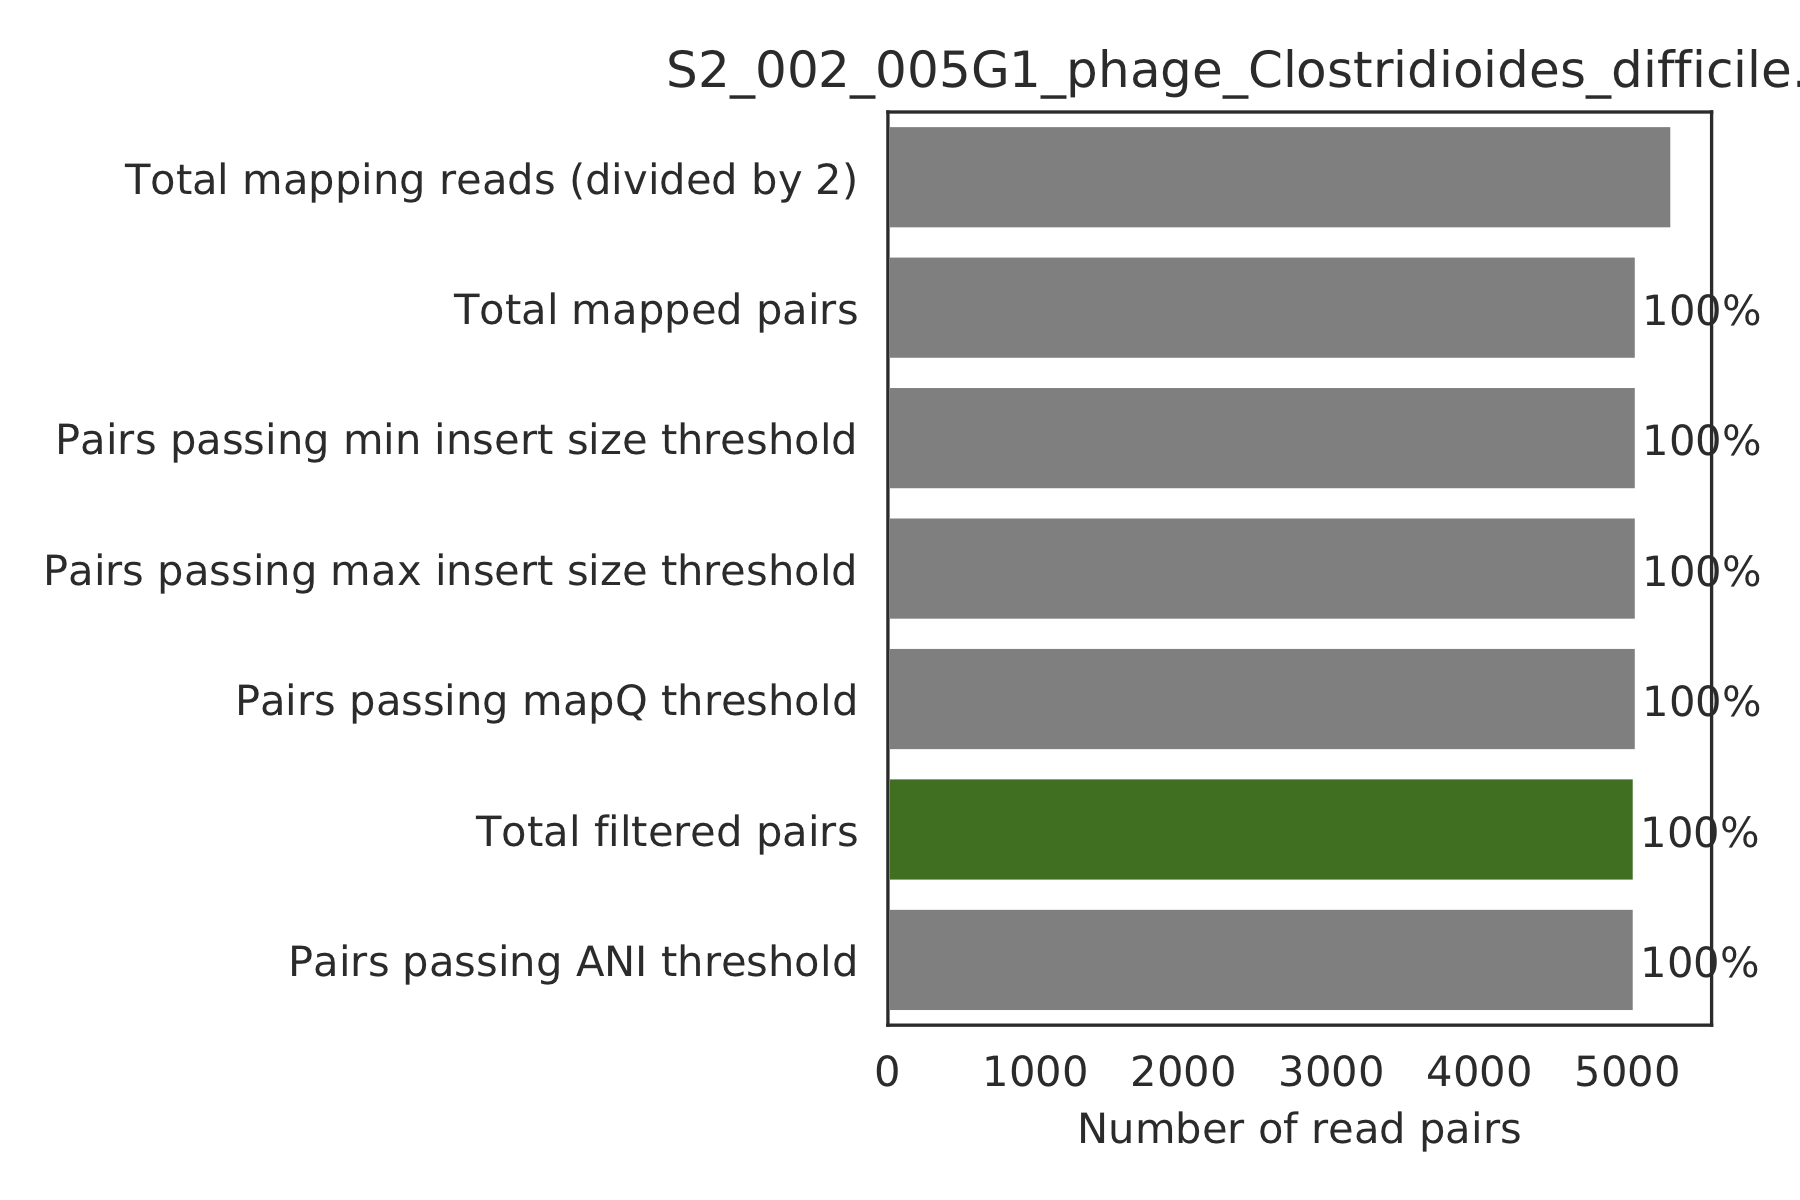 S2_002_005G1_phage_Clostridioides_difficile.
Total mapping reads (divided by 2)
Total mapped pairs 100%
Pairs passing min insert size threshold 100%
Pairs passing max insert size threshold 100%
Pairs passing mapQ threshold 100%
Total filtered pairs 100%
Pairs passing ANI threshold 100%
0 1000 2000 3000 4000 5000
Number of read pairs